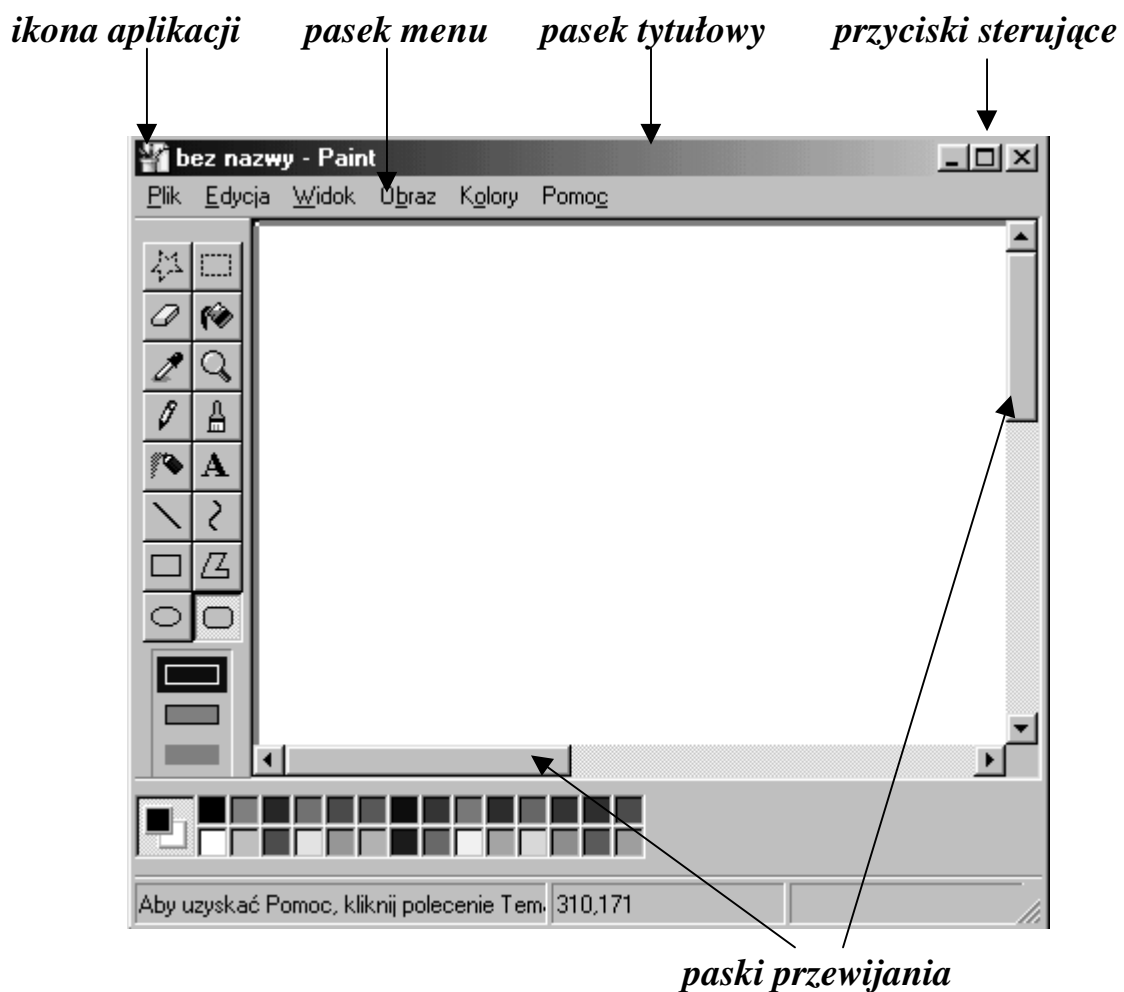 ikona aplikacji pasek menu pasek tytułowy przyciski sterujące
bez nazwy - Paint
Plik Edycja Widok Obraz Kolory Pomoc
A
Aby uzyskać Pomoc, kliknij polecenie Tem 310,171
paski przewijania